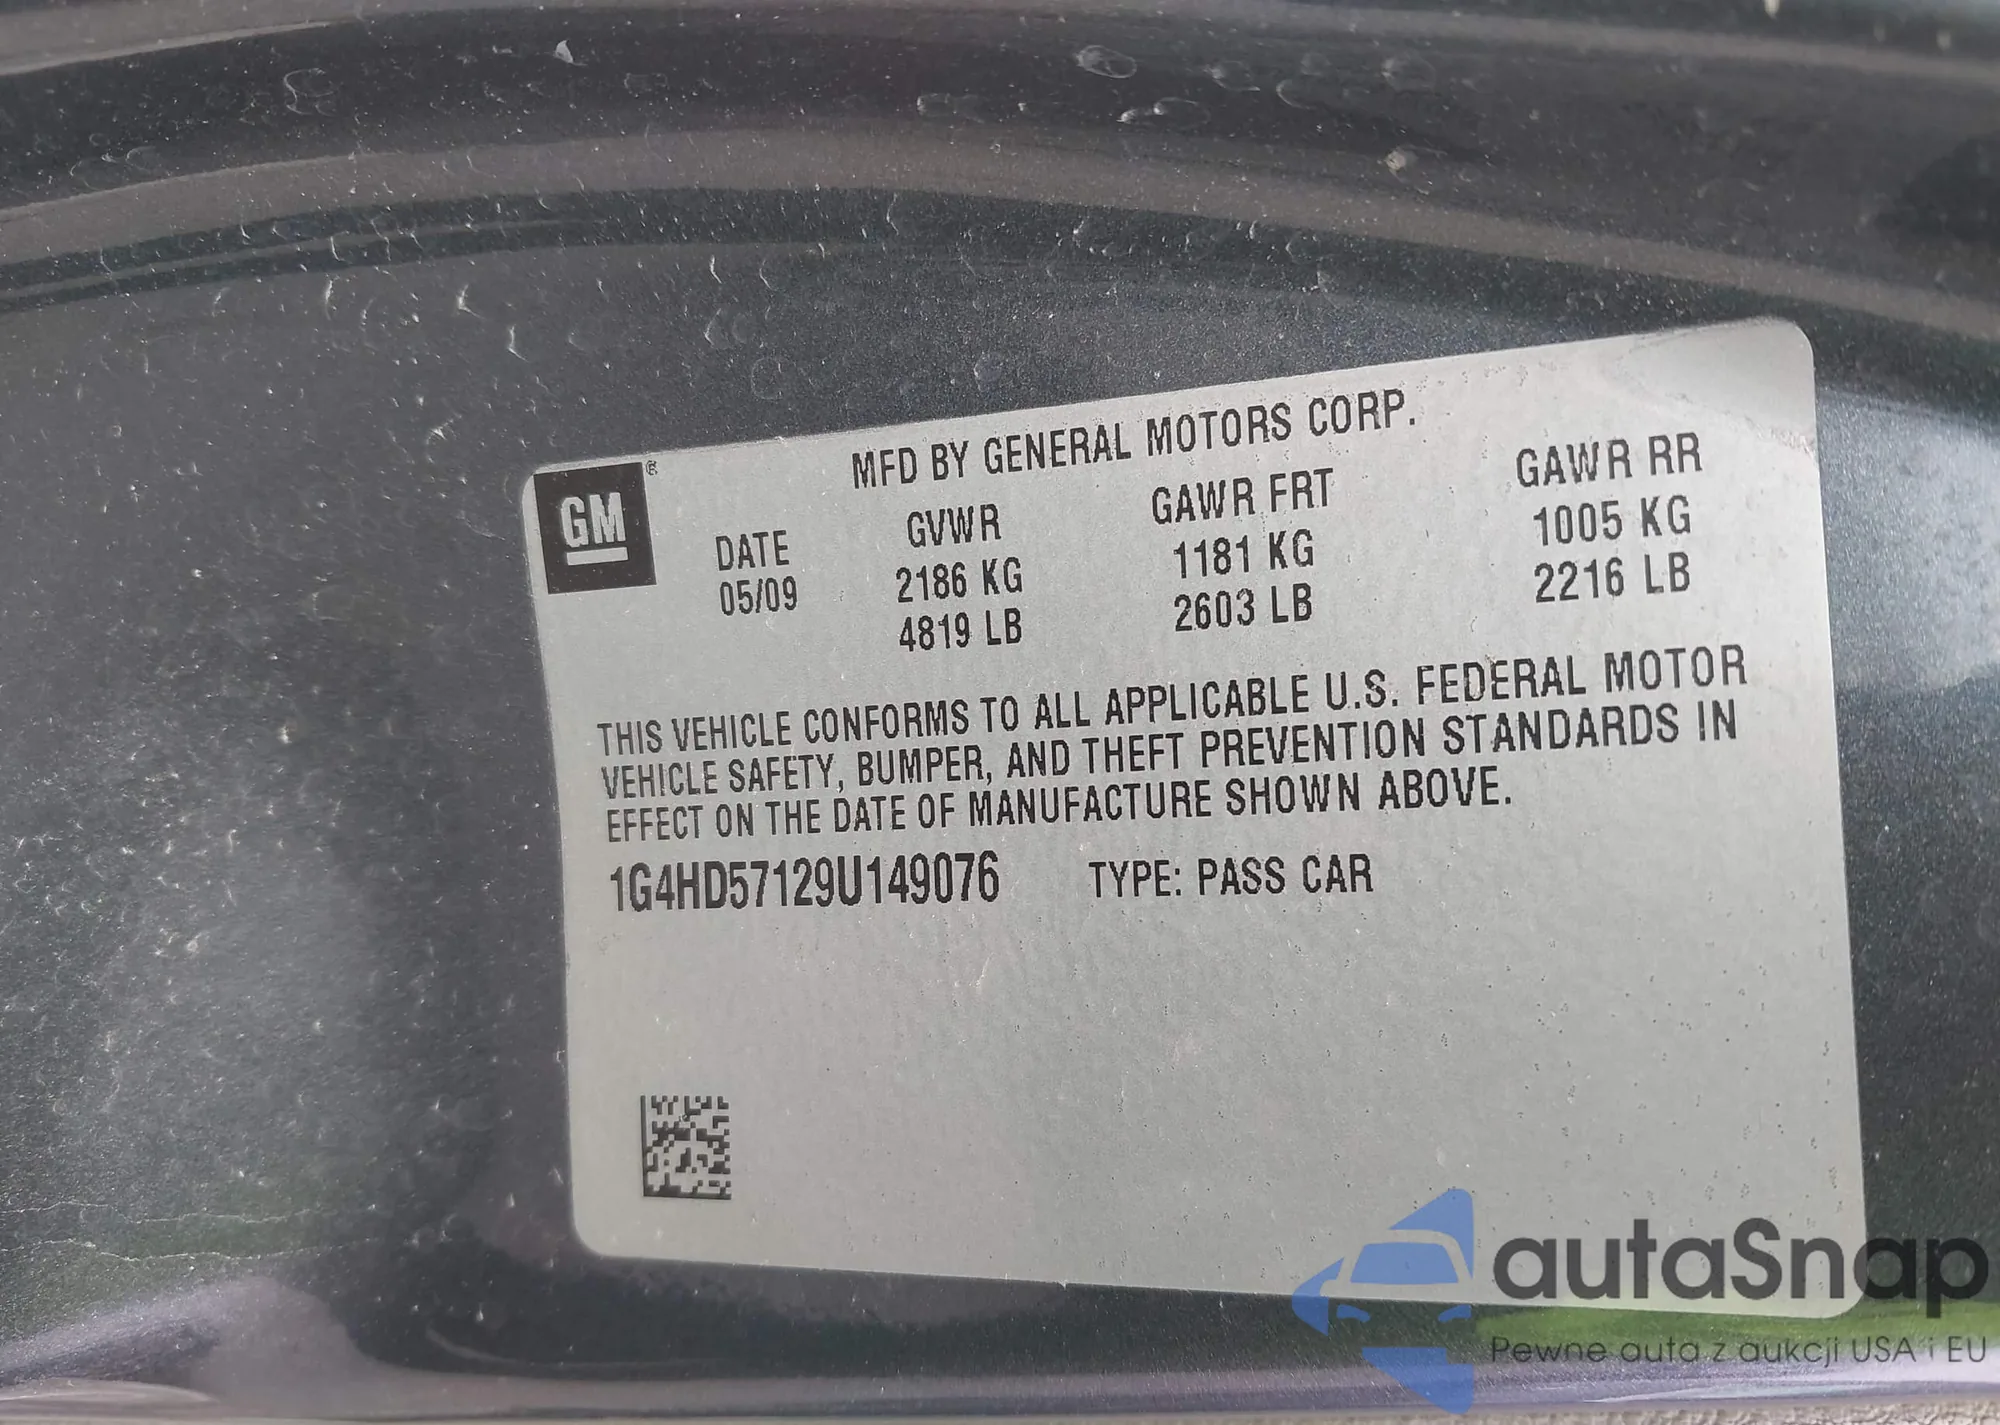 MFD BY GENERAL MOTORS CORP.
GM ®
DATE GVWR GAWR FRT GAWR RR
05/09 2186 KG 1181 KG 1005 KG
4819 LB 2603 LB 2216 LB
THIS VEHICLE CONFORMS TO ALL APPLICABLE U.S. FEDERAL MOTOR
VEHICLE SAFETY, BUMPER, AND THEFT PREVENTION STANDARDS IN
EFFECT ON THE DATE OF MANUFACTURE SHOWN ABOVE.
1G4HD57129U149076 TYPE: PASS CAR
autaSnap
Pewne auta z aukcji USA i EU